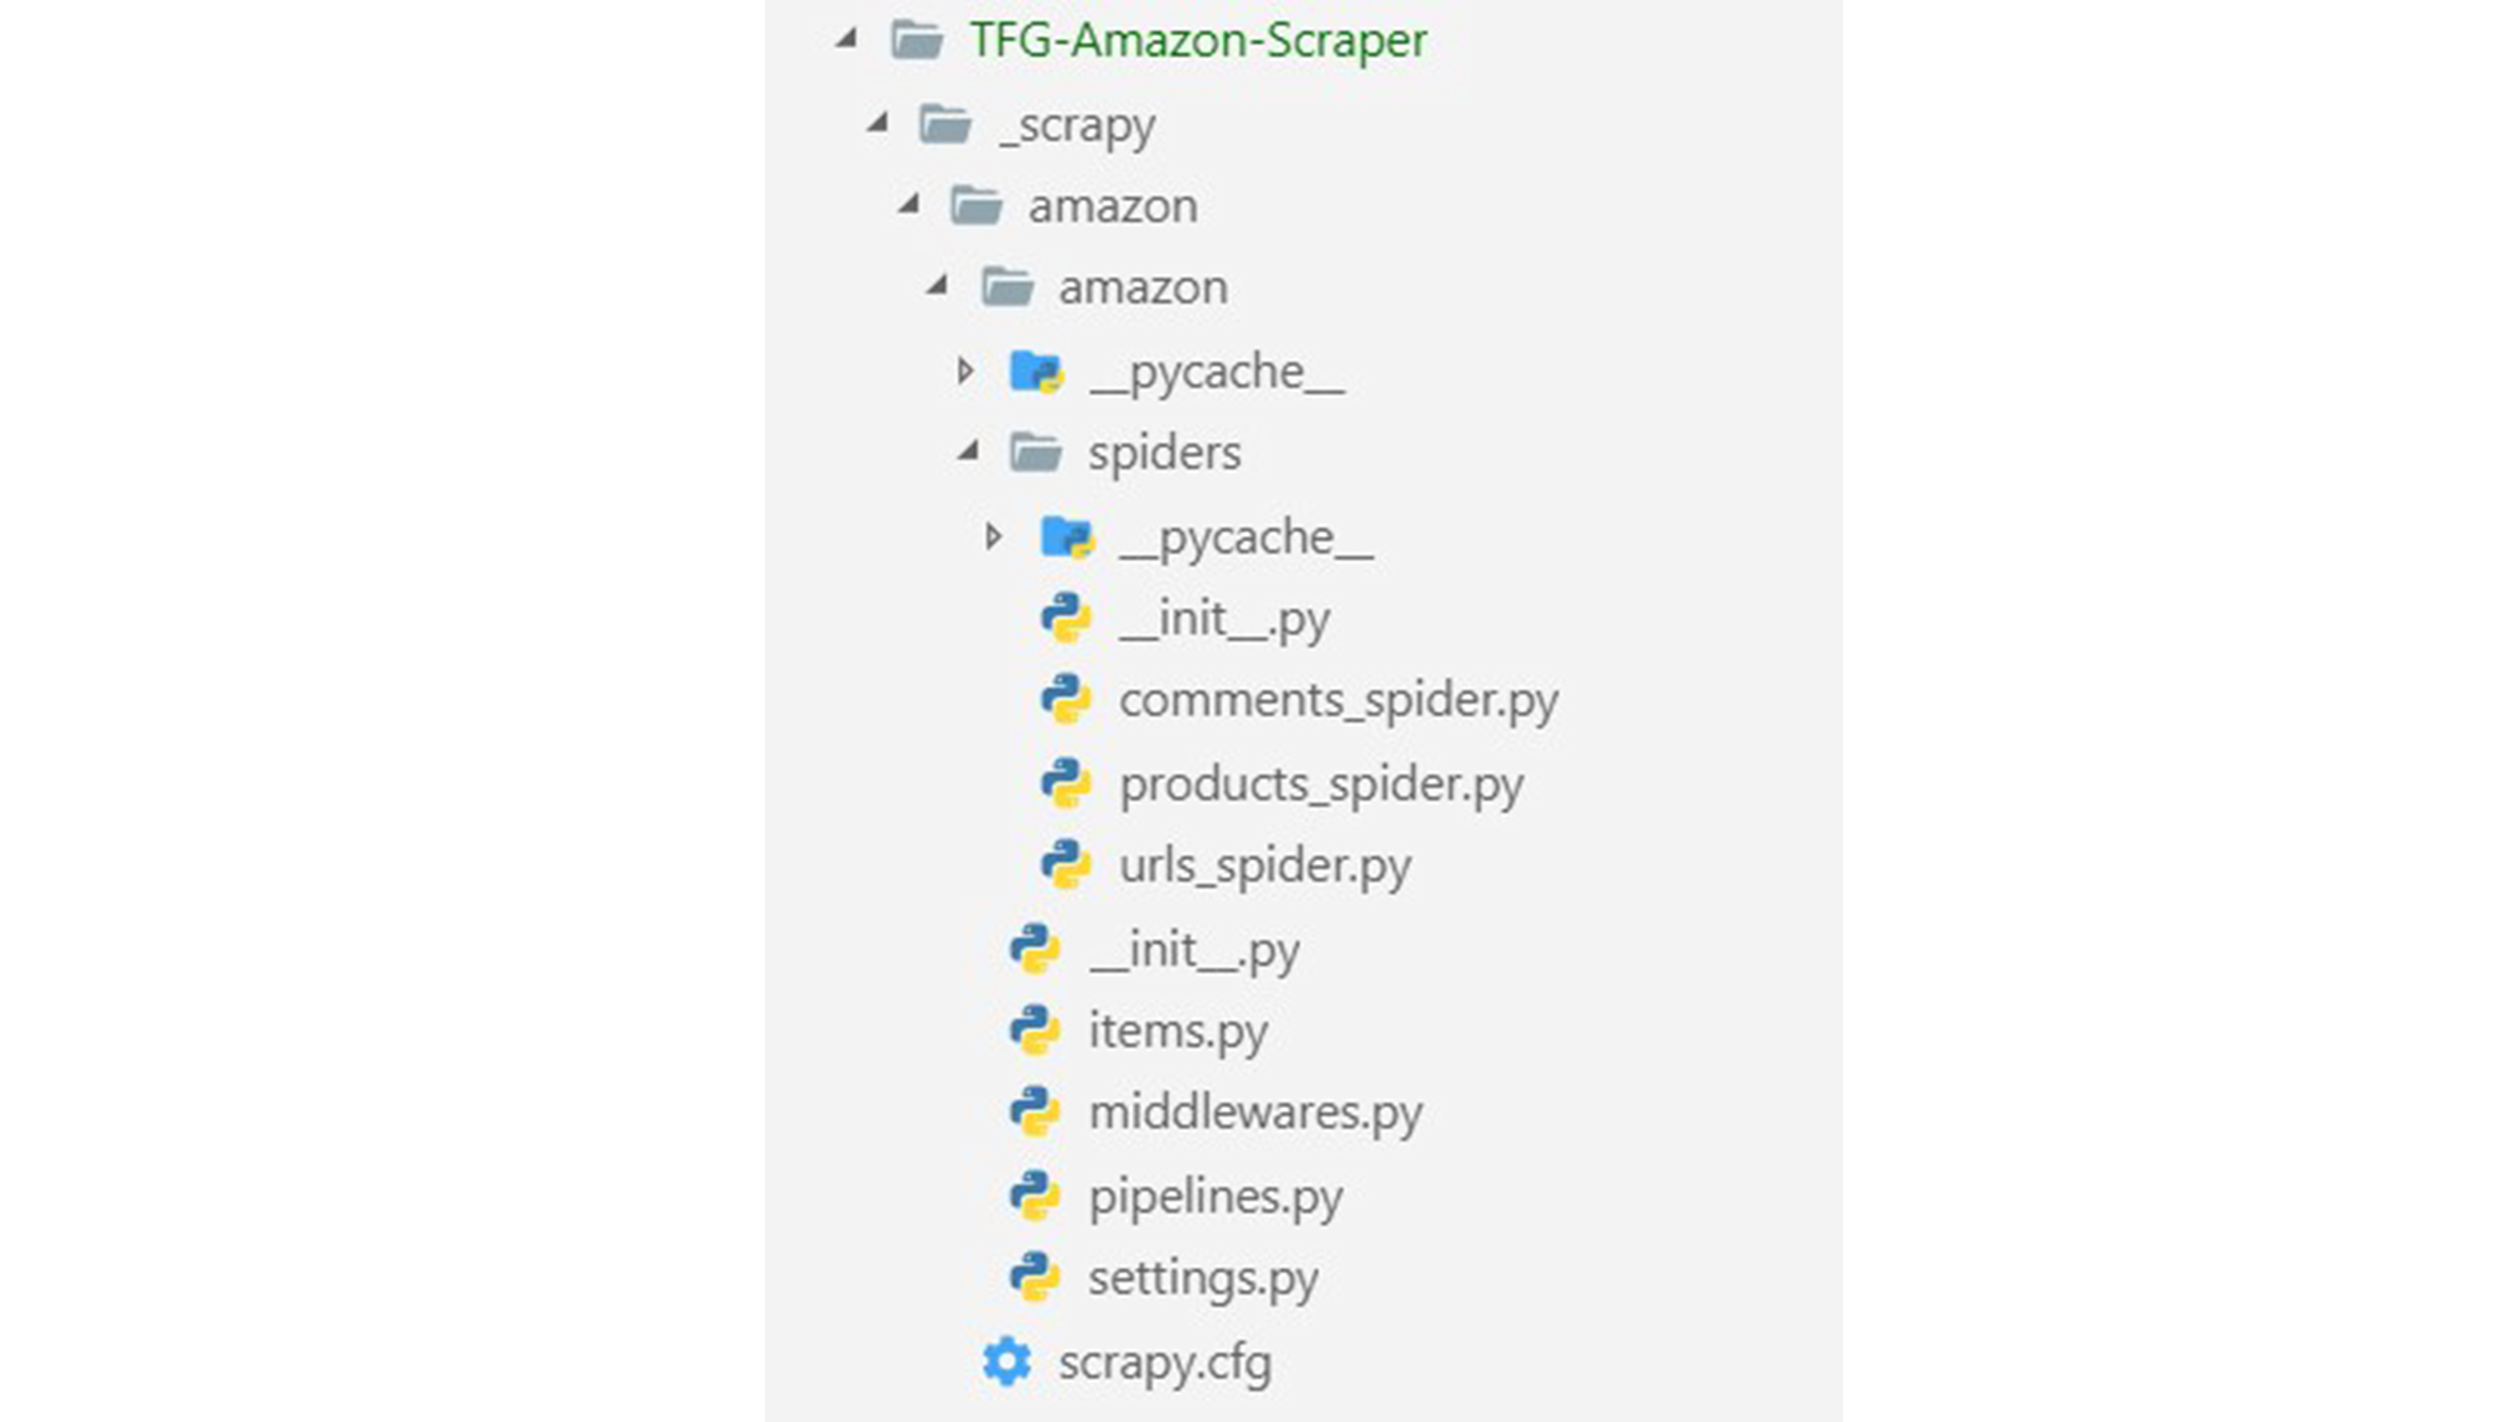 TFG-Amazon-Scraper
_scrapy
amazon
amazon
__pycache__
spiders
__pycache__
__init__.py
comments_spider.py
products_spider.py
urls_spider.py
__init__.py
items.py
middlewares.py
pipelines.py
settings.py
scrapy.cfg